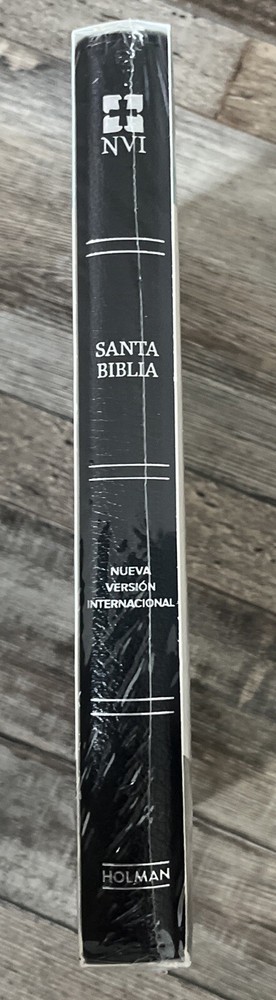 NVI
SANTA
BIBLIA
NUEVA
VERSIÓN
INTERNACIONAL
HOLMAN